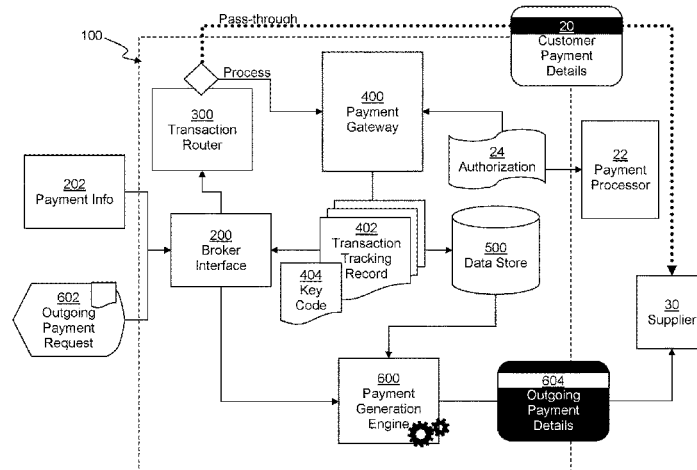 Pass-through
100
20
Customer
Payment
Details
Process
300
Transaction
Router
400
Payment
Gateway
24
Authorization
22
Payment
Processor
202
Payment Info
200
Broker
Interface
402
Transaction
Tracking
Record
404
Key
Code
500
Data Store
602
Outgoing
Payment
Request
30
Supplier
600
Payment
Generation
Engine
604
Outgoing
Payment
Details